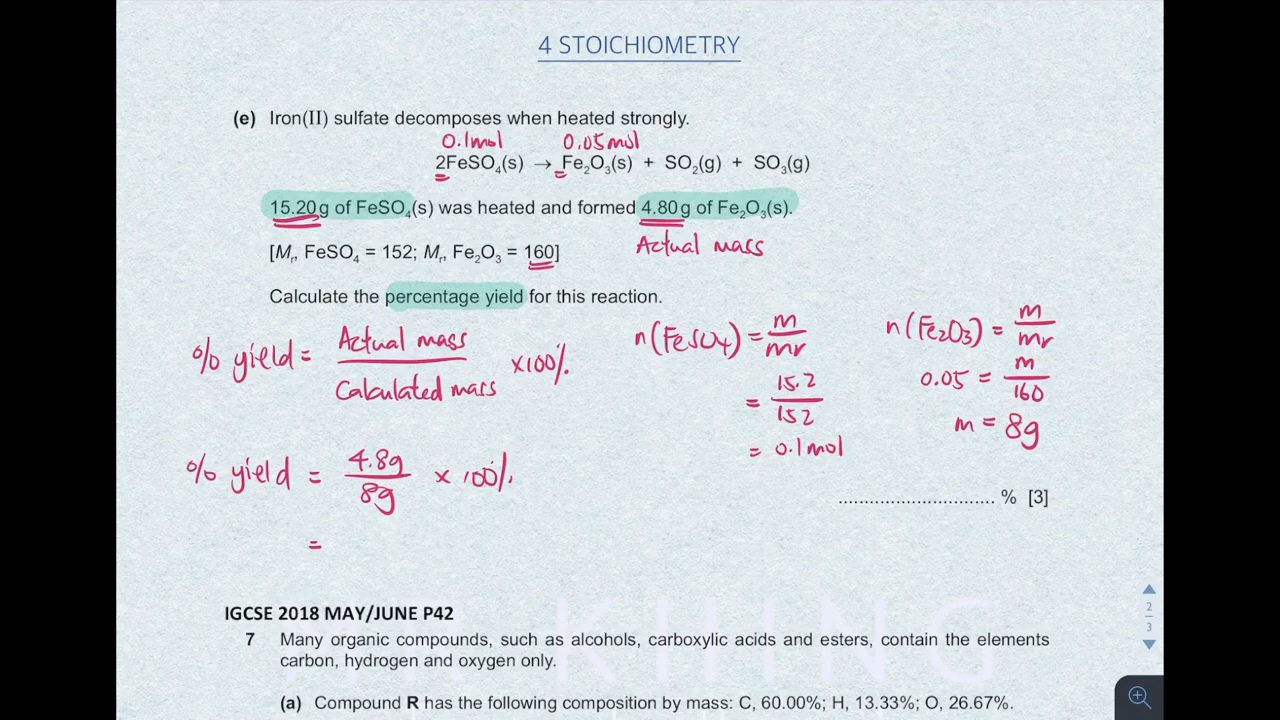 4 STOICHIOMETRY
(e) Iron(II) sulfate decomposes when heated strongly.
0.1mol 0.05mol
2FeSO₄(s) → Fe₂O₃(s) + SO₂(g) + SO₃(g)
15.20g of FeSO₄(s) was heated and formed 4.80g of Fe₂O₃(s).
Actual mass
[Mᵣ, FeSO₄ = 152; Mᵣ, Fe₂O₃ = 160]
Calculate the percentage yield for this reaction.
% yield = Actual mass / Calculated mass ×100%
n(FeSO4) = m / mr
= 15.2 / 152
= 0.1mol
n(Fe2O3) = m / mr
0.05 = m / 160
m = 8g
% yield = 4.8g / 8g × 100%
=
.............................. % [3]
IGCSE 2018 MAY/JUNE P42
7 Many organic compounds, such as alcohols, carboxylic acids and esters, contain the elements
carbon, hydrogen and oxygen only.
(a) Compound R has the following composition by mass: C, 60.00%; H, 13.33%; O, 26.67%.
2
3